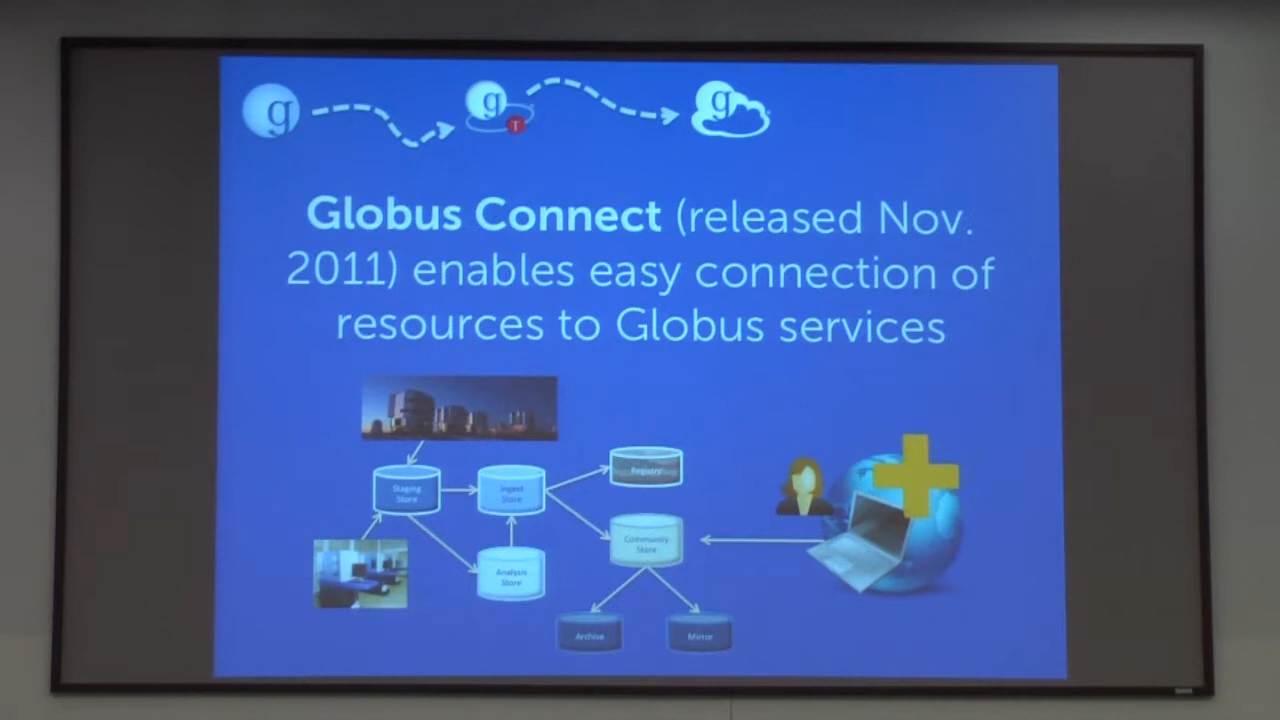 g g T g
Globus Connect (released Nov.
2011) enables easy connection of
resources to Globus services
Registry
Staging
Store
Ingest
Store
Community
Store
Analysis
Store
Archive
Mirror